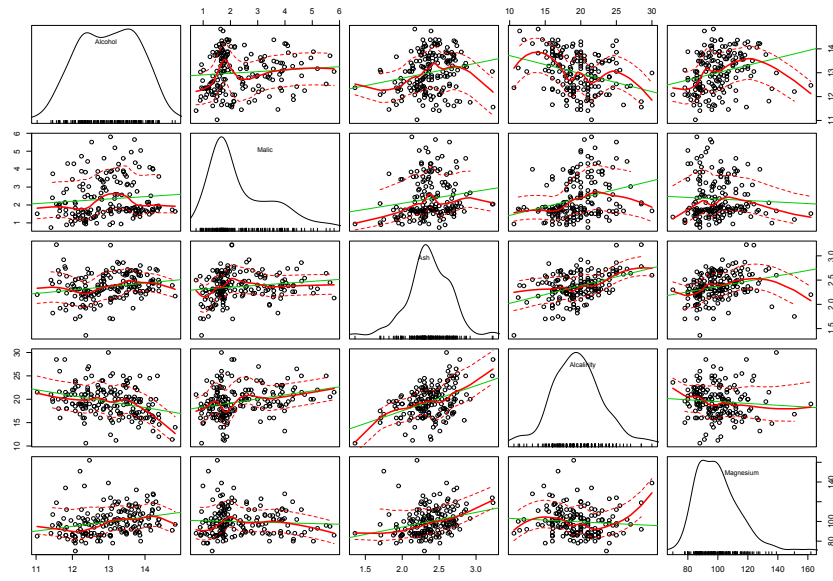 1 2 3 4 5 6
10 15 20 25 30
Alcohol
11 12 13 14
1 2 3 4 5 6
Malic
Ash
1.5 2.0 2.5 3.0
10 15 20 25 30
Alcalinity
Magnesium
80 100 140
11 12 13 14
1.5 2.0 2.5 3.0
80 100 120 140 160